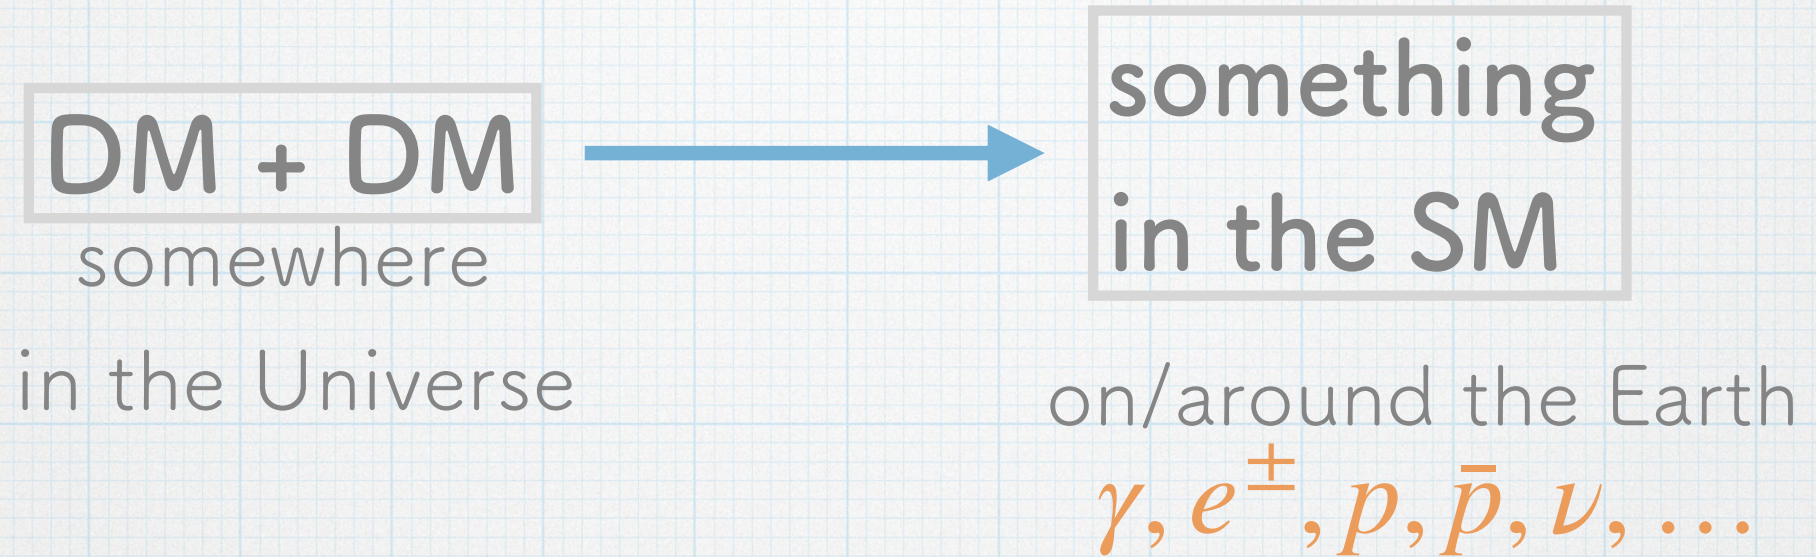 DM + DM
somewhere
in the Universe
something
in the SM
on/around the Earth
γ, e±, p, p̄, ν, …